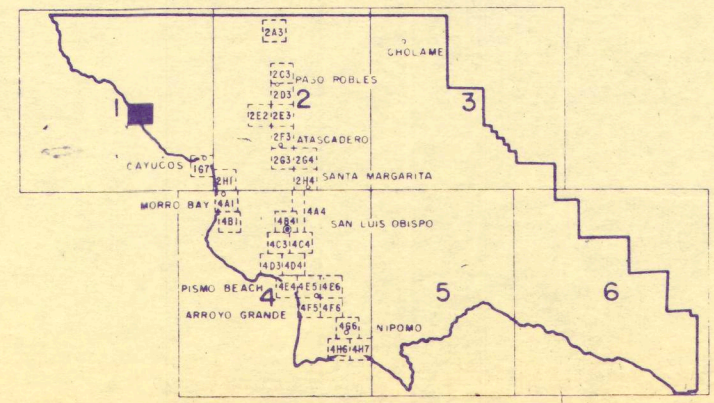 2A3
CHOLAME
2C3
PASO ROBLES
2D3
2
3
1
2E2
2E3
2F3
ATASCADERO
2G3
2G4
CAYUCOS
1G7
2H1
2H4
SANTA MARGARITA
MORRO BAY
4A1
4A4
4B1
4B4
SAN LUIS OBISPO
4C3
4C4
4D3
4D4
PISMO BEACH
4E4
4E5
4E6
4
5
6
ARROYO GRANDE
4F5
4F6
4G6
NIPOMO
4H6
4H7